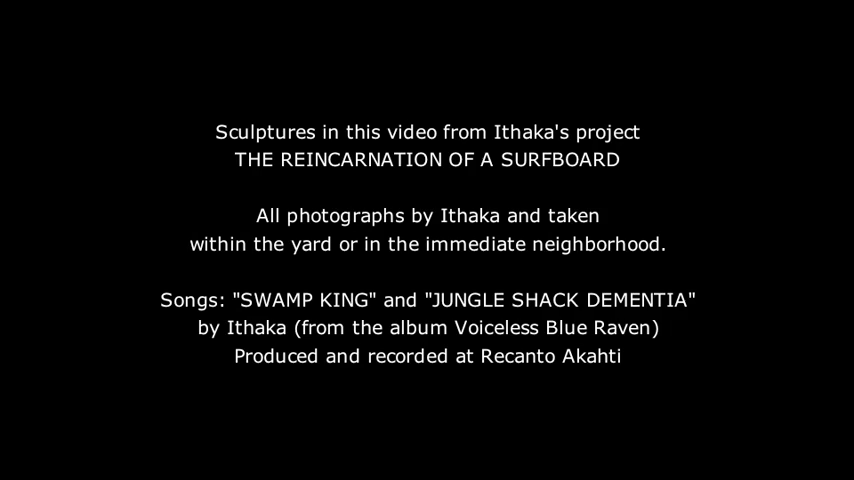 Sculptures in this video from Ithaka's project
THE REINCARNATION OF A SURFBOARD
All photographs by Ithaka and taken
within the yard or in the immediate neighborhood.
Songs: "SWAMP KING" and "JUNGLE SHACK DEMENTIA"
by Ithaka (from the album Voiceless Blue Raven)
Produced and recorded at Recanto Akahti